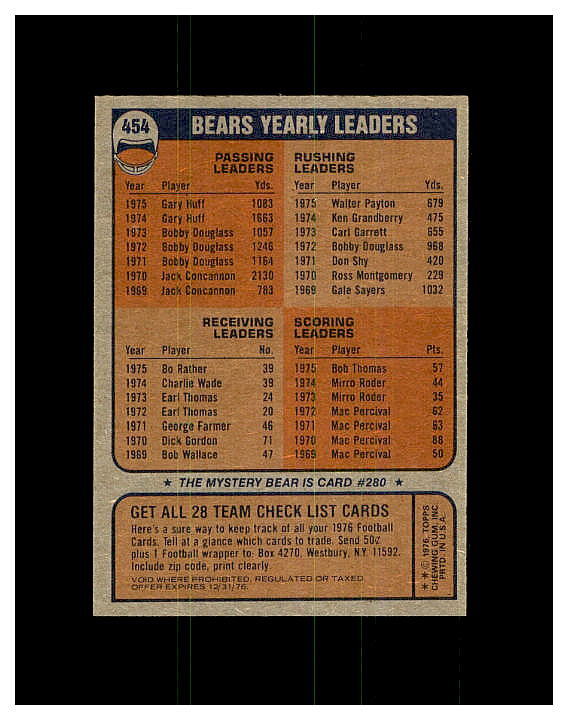 454
BEARS YEARLY LEADERS
PASSING LEADERS
Year Player Yds.
1975 Gary Huff 1083
1974 Gary Huff 1663
1973 Bobby Douglass 1057
1972 Bobby Douglass 1246
1971 Bobby Douglass 1164
1970 Jack Concannon 2130
1969 Jack Concannon 783
RUSHING LEADERS
Year Player Yds.
1975 Walter Payton 679
1974 Ken Grandberry 475
1973 Carl Garrett 655
1972 Bobby Douglass 968
1971 Don Shy 420
1970 Ross Montgomery 229
1969 Gale Sayers 1032
RECEIVING LEADERS
Year Player No.
1975 Bo Rather 39
1974 Charlie Wade 39
1973 Earl Thomas 24
1972 Earl Thomas 20
1971 George Farmer 46
1970 Dick Gordon 71
1969 Bob Wallace 47
SCORING LEADERS
Year Player Pts.
1975 Bob Thomas 57
1974 Mirro Roder 44
1973 Mirro Roder 35
1972 Mac Percival 62
1971 Mac Percival 63
1970 Mac Percival 88
1969 Mac Percival 50
★ THE MYSTERY BEAR IS CARD #280 ★
GET ALL 28 TEAM CHECK LIST CARDS
Here's a sure way to keep track of all your 1976 Football
Cards. Tell at a glance which cards to trade. Send 50¢
plus 1 Football wrapper to: Box 4270, Westbury, N.Y. 11592.
Include zip code, print clearly.
VOID WHERE PROHIBITED, REGULATED OR TAXED
OFFER EXPIRES 12/31/76.
★★ © 1976, TOPPS
CHEWING GUM, INC.
PRTD. IN U.S.A.